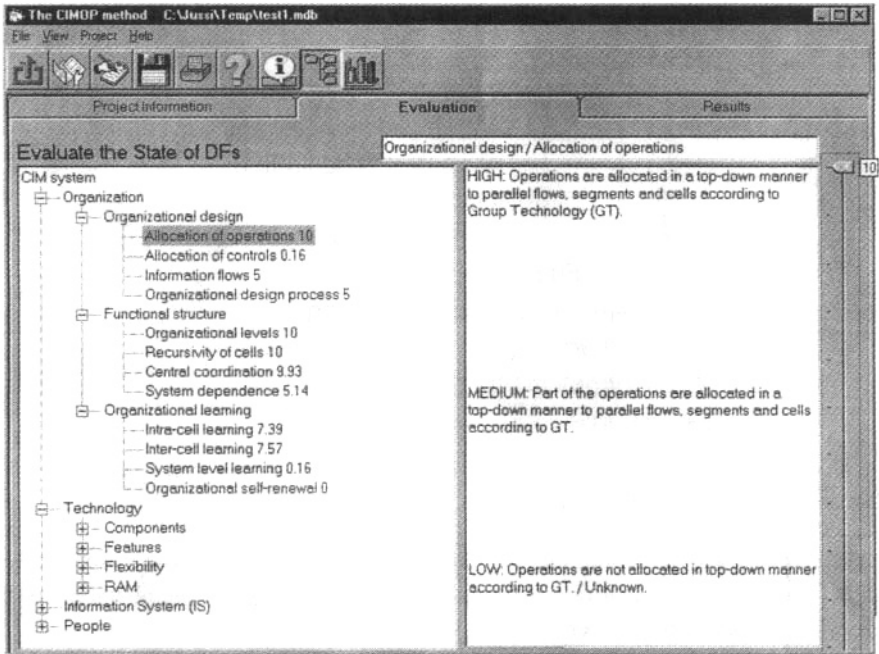 The CIMOP method C:\Jussi\Temp\test1.mdb
File View Project Help
Project Information Evaluation Results
Evaluate the State of DFs
Organizational design / Allocation of operations
10
CIM system
Organization
Organizational design
Allocation of operations 10
Allocation of controls 0.16
Information flows 5
Organizational design process 5
Functional structure
Organizational levels 10
Recursivity of cells 10
Central coordination 9.93
System dependence 5.14
Organizational learning
Intra-cell learning 7.39
Inter-cell learning 7.57
System level learning 0.16
Organizational self-renewal 0
Technology
Components
Features
Flexibility
RAM
Information System (IS)
People
HIGH: Operations are allocated in a top-down manner
to parallel flows, segments and cells according to
Group Technology (GT).
MEDIUM: Part of the operations are allocated in a
top-down manner to parallel flows, segments and cells
according to GT.
LOW: Operations are not allocated in top-down manner
according to GT. / Unknown.